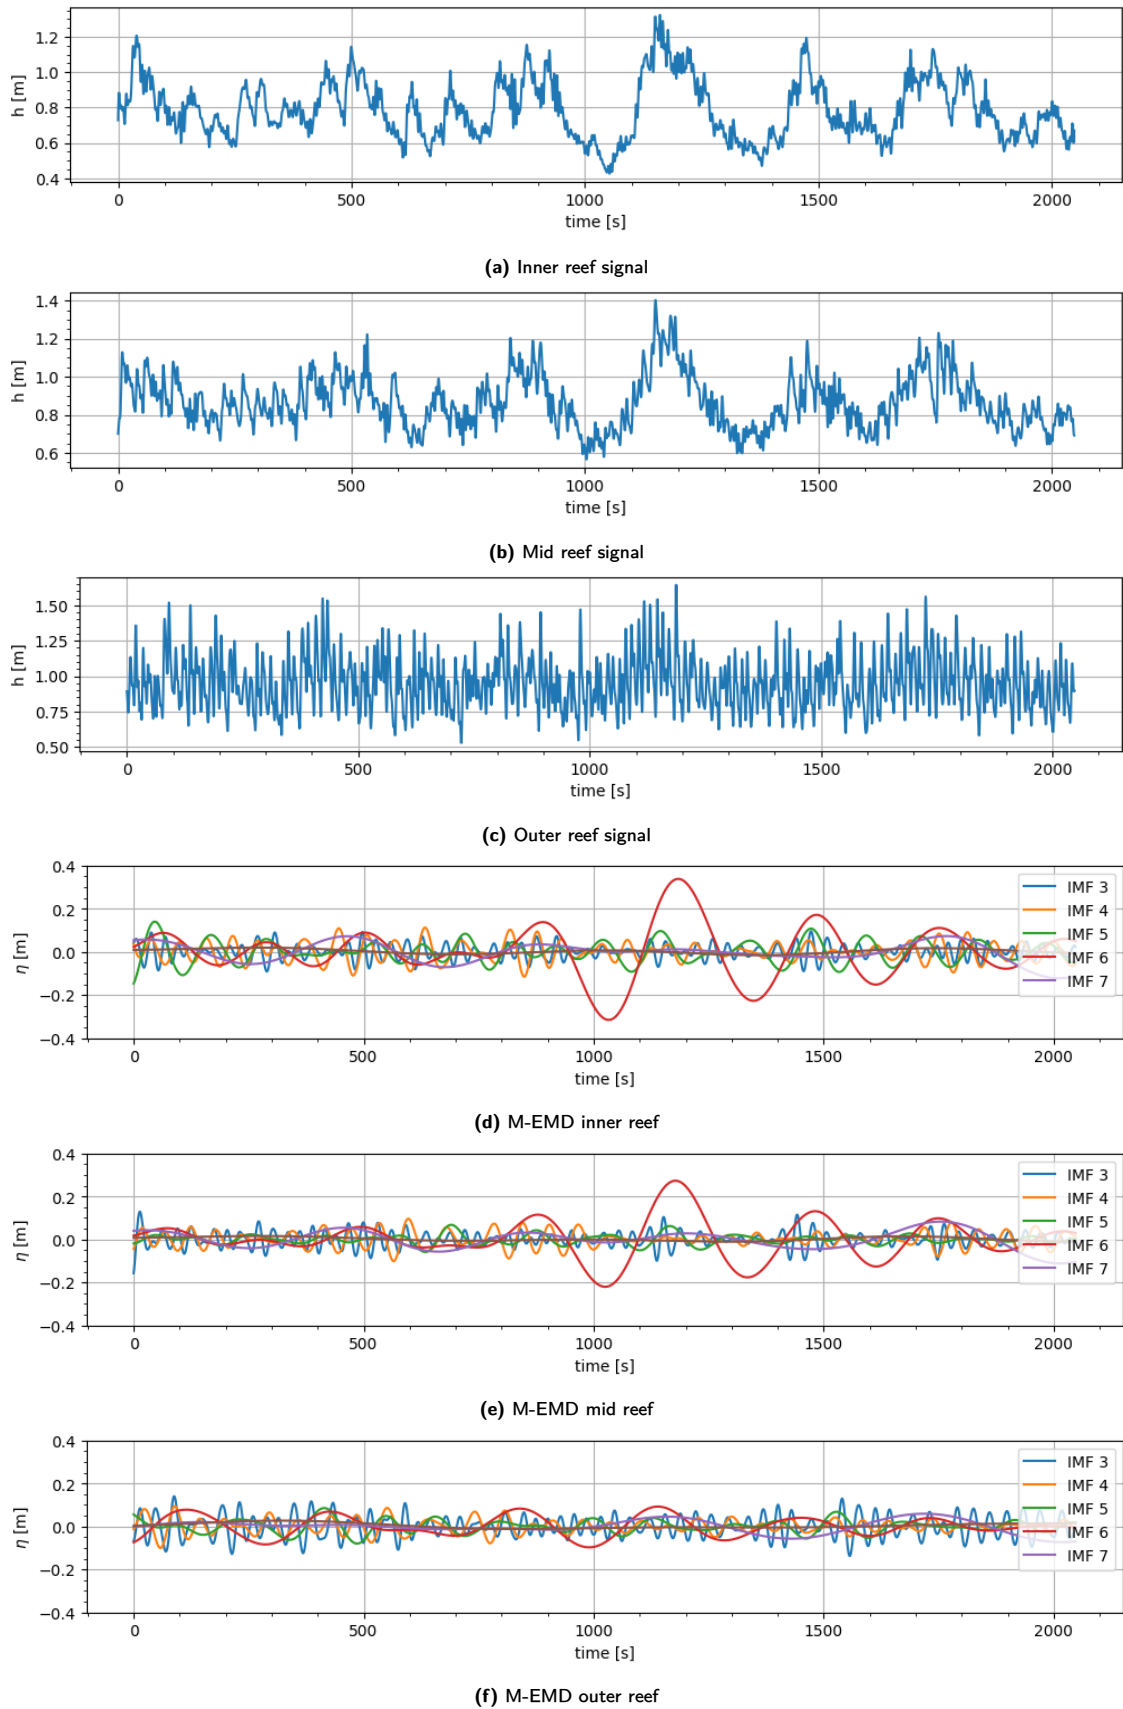 1.2
1.0
0.8
0.6
0.4
h [m]
0 500 1000 1500 2000
time [s]
(a) Inner reef signal
1.4
1.2
1.0
0.8
0.6
h [m]
0 500 1000 1500 2000
time [s]
(b) Mid reef signal
1.50
1.25
1.00
0.75
0.50
h [m]
0 500 1000 1500 2000
time [s]
(c) Outer reef signal
0.4
0.2
0.0
−0.2
−0.4
η [m]
IMF 3
IMF 4
IMF 5
IMF 6
IMF 7
0 500 1000 1500 2000
time [s]
(d) M-EMD inner reef
0.4
0.2
0.0
−0.2
−0.4
η [m]
IMF 3
IMF 4
IMF 5
IMF 6
IMF 7
0 500 1000 1500 2000
time [s]
(e) M-EMD mid reef
0.4
0.2
0.0
−0.2
−0.4
η [m]
IMF 3
IMF 4
IMF 5
IMF 6
IMF 7
0 500 1000 1500 2000
time [s]
(f) M-EMD outer reef